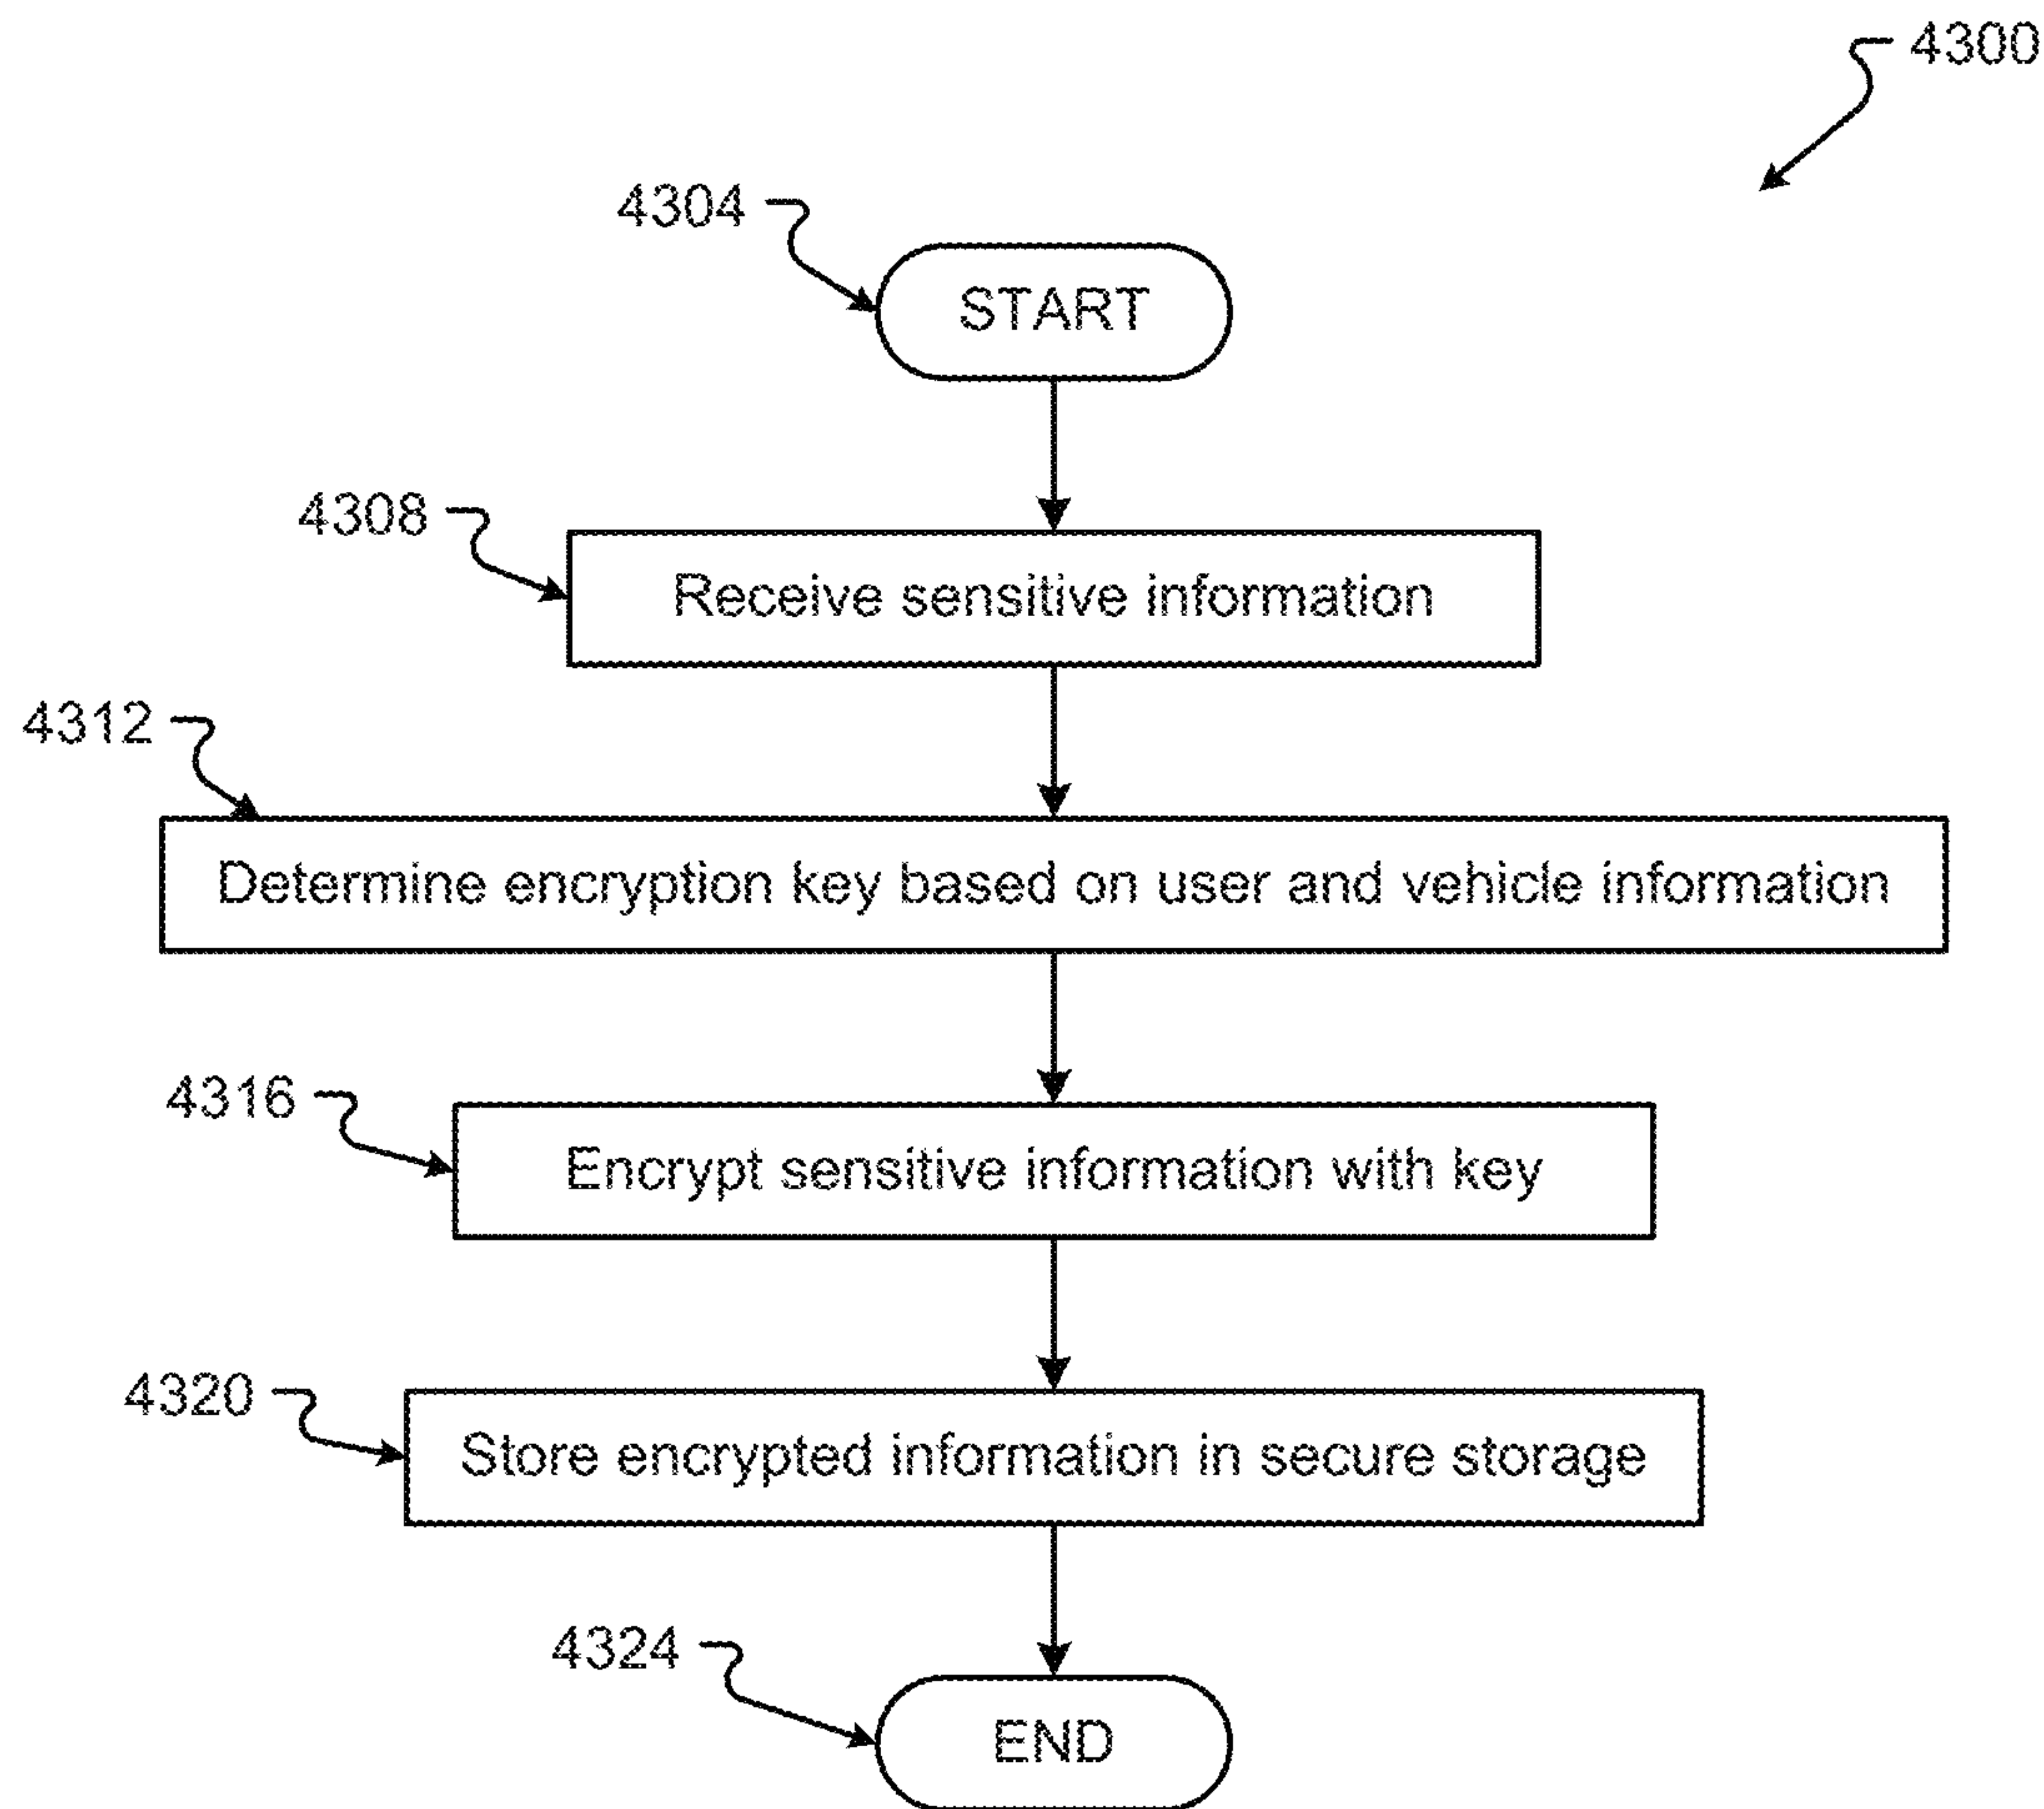 4300
4304
START
4308
Receive sensitive information
4312
Determine encryption key based on user and vehicle information
4316
Encrypt sensitive information with key
4320
Store encrypted information in secure storage
4324
END